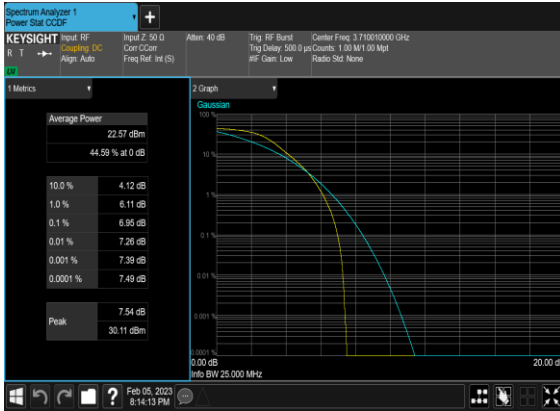 Spectrum Analyzer 1
Power Stat CCDF
+
KEYSIGHT
R T
Input: RF
Coupling: DC
Align: Auto
Input Z: 50 Ω
Corr CCorr
Freq Ref: Int (S)
Atten: 40 dB
Trig: RF Burst
Trig Delay: 500.0 µs
#IF Gain: Low
Center Freq: 3.710010000 GHz
Counts: 1.00 M/1.00 Mpt
Radio Std: None
1 Metrics
Average Power
22.57 dBm
44.59 % at 0 dB
10.0 % 4.12 dB
1.0 % 6.11 dB
0.1 % 6.95 dB
0.01 % 7.26 dB
0.001 % 7.39 dB
0.0001 % 7.49 dB
Peak
7.54 dB
30.11 dBm
2 Graph
Gaussian
100 %
10 %
1 %
0.1 %
0.01 %
0.001 %
0.0001 %
0.00 dB
20.00 d
Info BW 25.000 MHz
?
Feb 05, 2023
8:14:13 PM